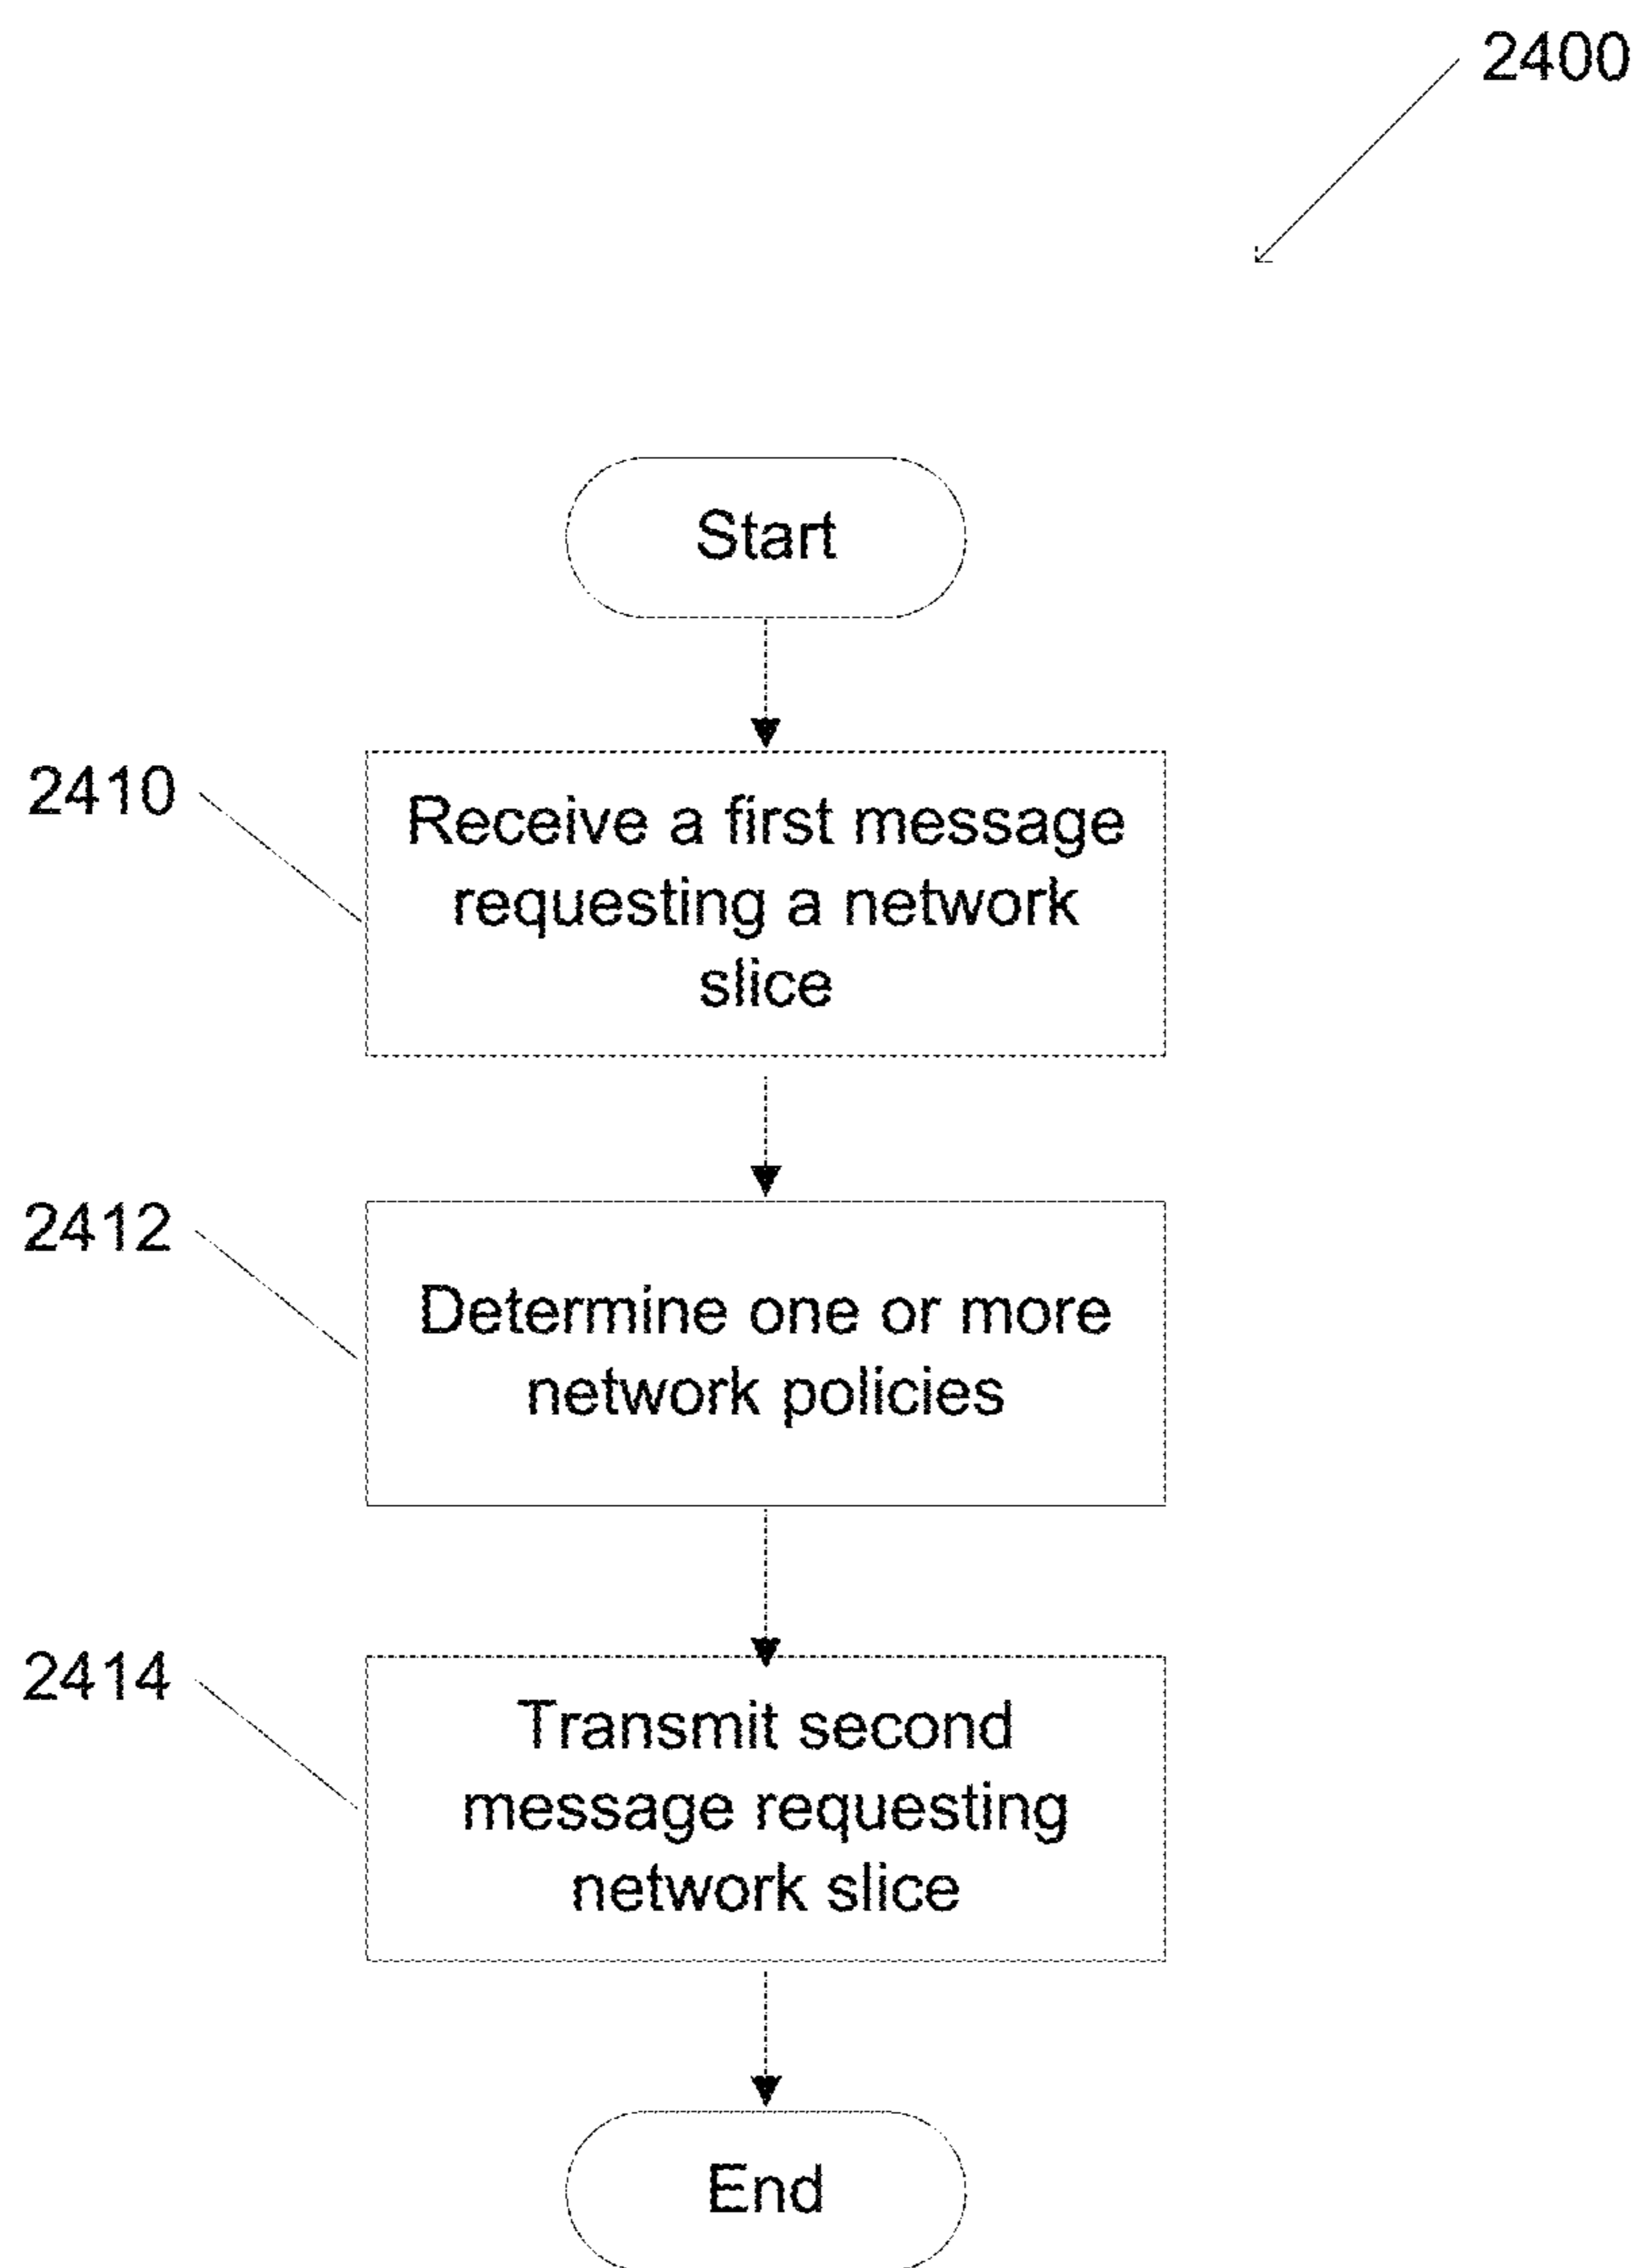 2400
Start
2410
Receive a first message
requesting a network
slice
2412
Determine one or more
network policies
2414
Transmit second
message requesting
network slice
End